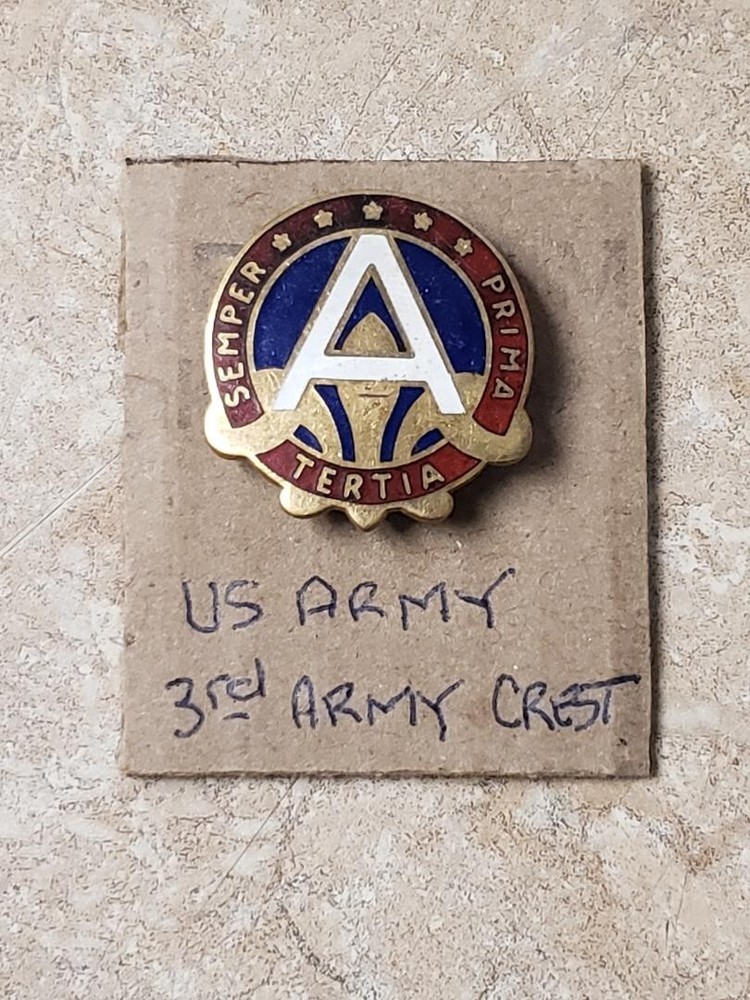 SEMPER
PRIMA
A
TERTIA
US ARMY
3rd ARMY CREST